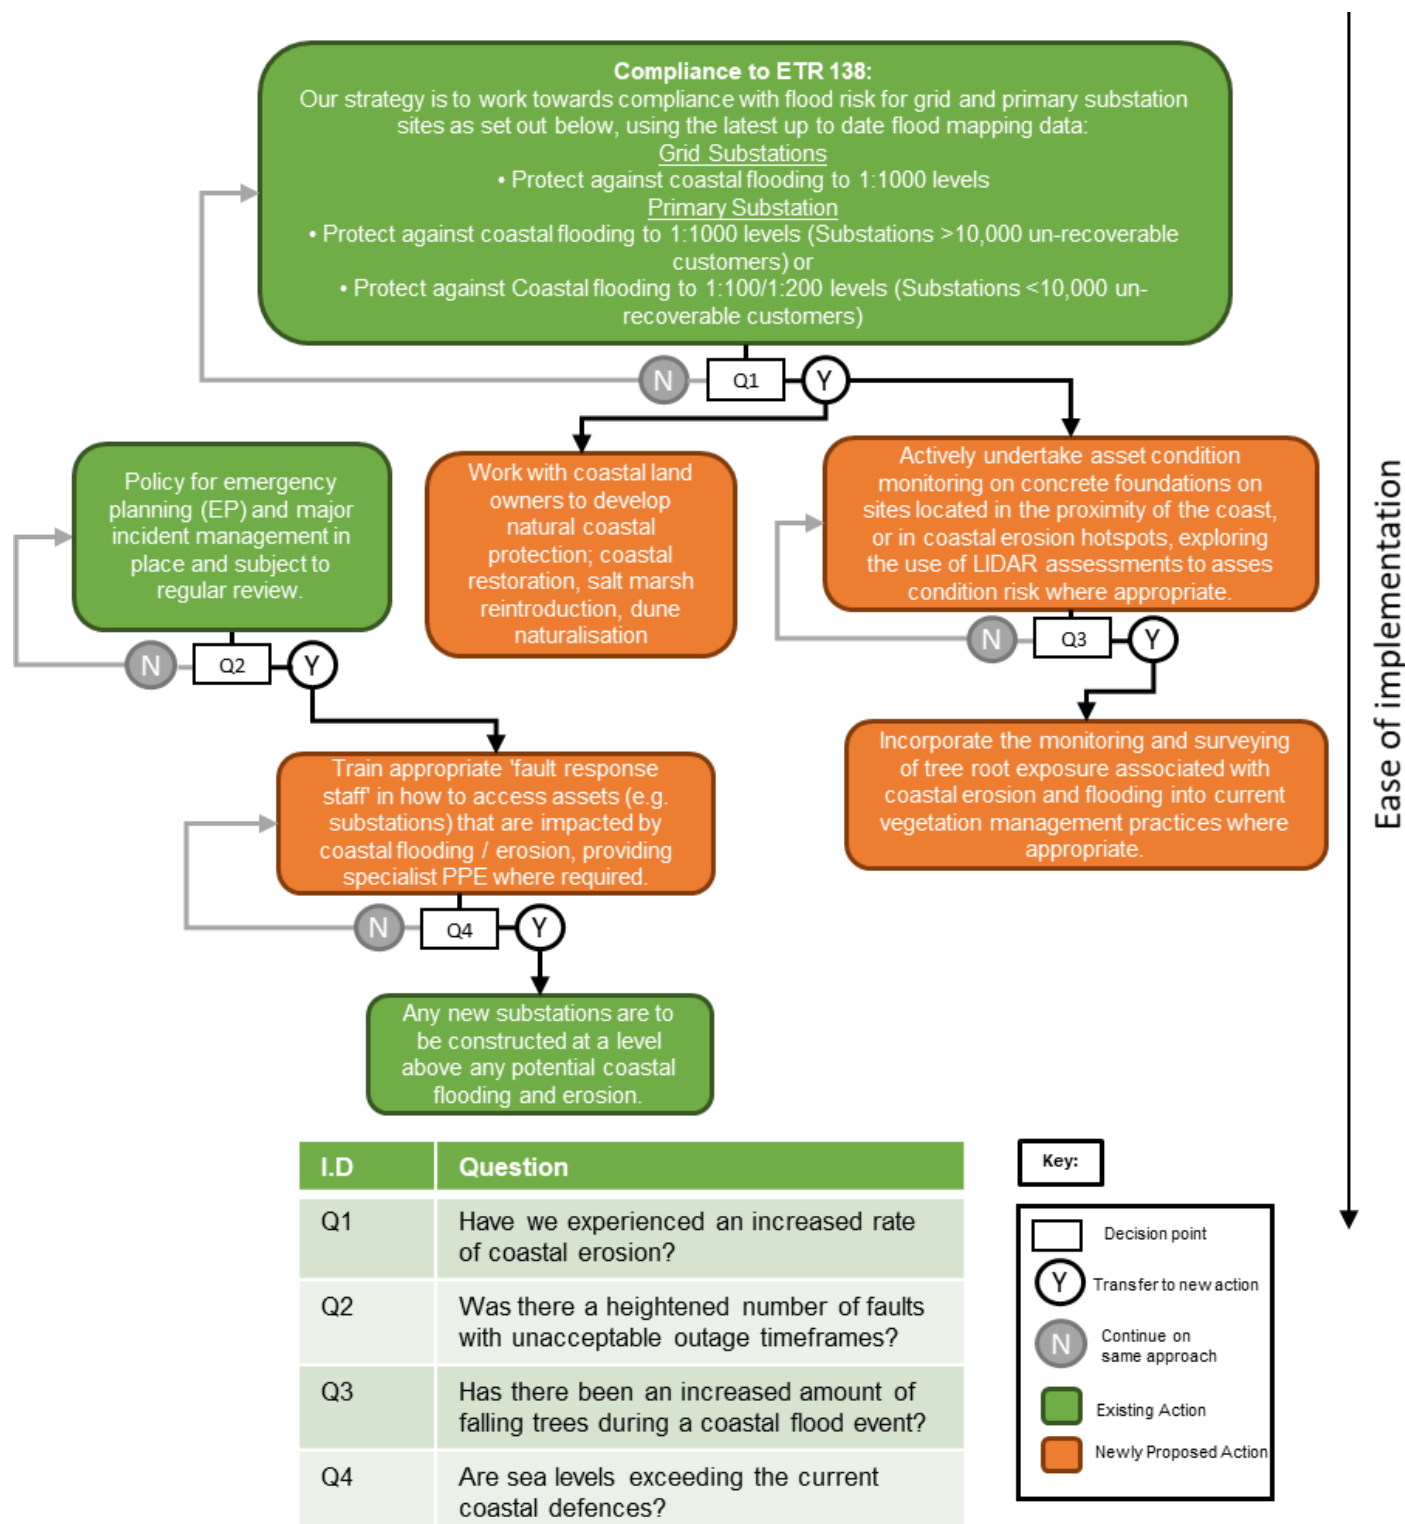 Compliance to ETR 138:
Our strategy is to work towards compliance with flood risk for grid and primary substation
sites as set out below, using the latest up to date flood mapping data:
Grid Substations
• Protect against coastal flooding to 1:1000 levels
Primary Substation
• Protect against coastal flooding to 1:1000 levels (Substations >10,000 un-recoverable
customers) or
• Protect against Coastal flooding to 1:100/1:200 levels (Substations <10,000 un-
recoverable customers)
N
Q1
Y
Policy for emergency
planning (EP) and major
incident management in
place and subject to
regular review.
N
Q2
Y
Work with coastal land
owners to develop
natural coastal
protection; coastal
restoration, salt marsh
reintroduction, dune
naturalisation
Actively undertake asset condition
monitoring on concrete foundations on
sites located in the proximity of the coast,
or in coastal erosion hotspots, exploring
the use of LIDAR assessments to asses
condition risk where appropriate.
N
Q3
Y
Train appropriate 'fault response
staff' in how to access assets (e.g.
substations) that are impacted by
coastal flooding / erosion, providing
specialist PPE where required.
N
Q4
Y
Incorporate the monitoring and surveying
of tree root exposure associated with
coastal erosion and flooding into current
vegetation management practices where
appropriate.
Any new substations are to
be constructed at a level
above any potential coastal
flooding and erosion.
Ease of implementation
I.D
Question
Q1
Have we experienced an increased rate
of coastal erosion?
Q2
Was there a heightened number of faults
with unacceptable outage timeframes?
Q3
Has there been an increased amount of
falling trees during a coastal flood event?
Q4
Are sea levels exceeding the current
coastal defences?
Key:
Decision point
Y
Transfer to new action
N
Continue on
same approach
Existing Action
Newly Proposed Action